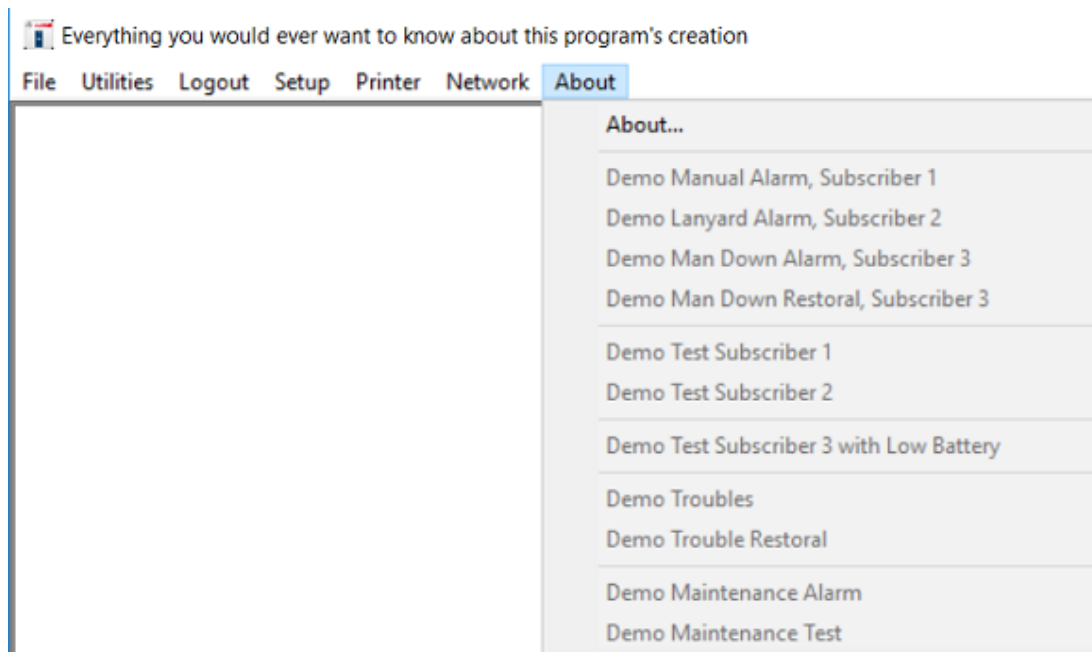 Everything you would ever want to know about this program's creation
File Utilities Logout Setup Printer Network About
About...
Demo Manual Alarm, Subscriber 1
Demo Lanyard Alarm, Subscriber 2
Demo Man Down Alarm, Subscriber 3
Demo Man Down Restoral, Subscriber 3
Demo Test Subscriber 1
Demo Test Subscriber 2
Demo Test Subscriber 3 with Low Battery
Demo Troubles
Demo Trouble Restoral
Demo Maintenance Alarm
Demo Maintenance Test